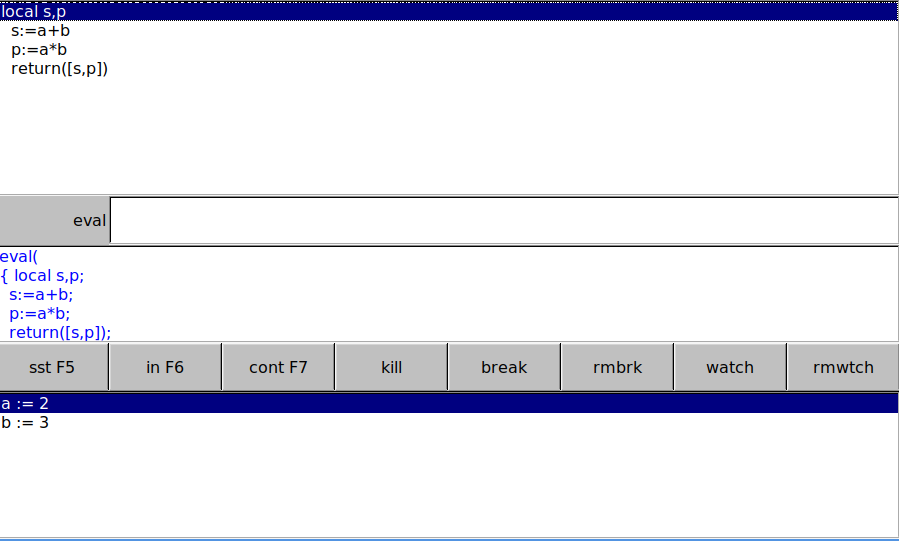 local s,p
s:=a+b
p:=a*b
return([s,p])
eval
eval(
{ local s,p;
s:=a+b;
p:=a*b;
return([s,p]);
sst F5 in F6 cont F7 kill break rmbrk watch rmwtch
a := 2
b := 3